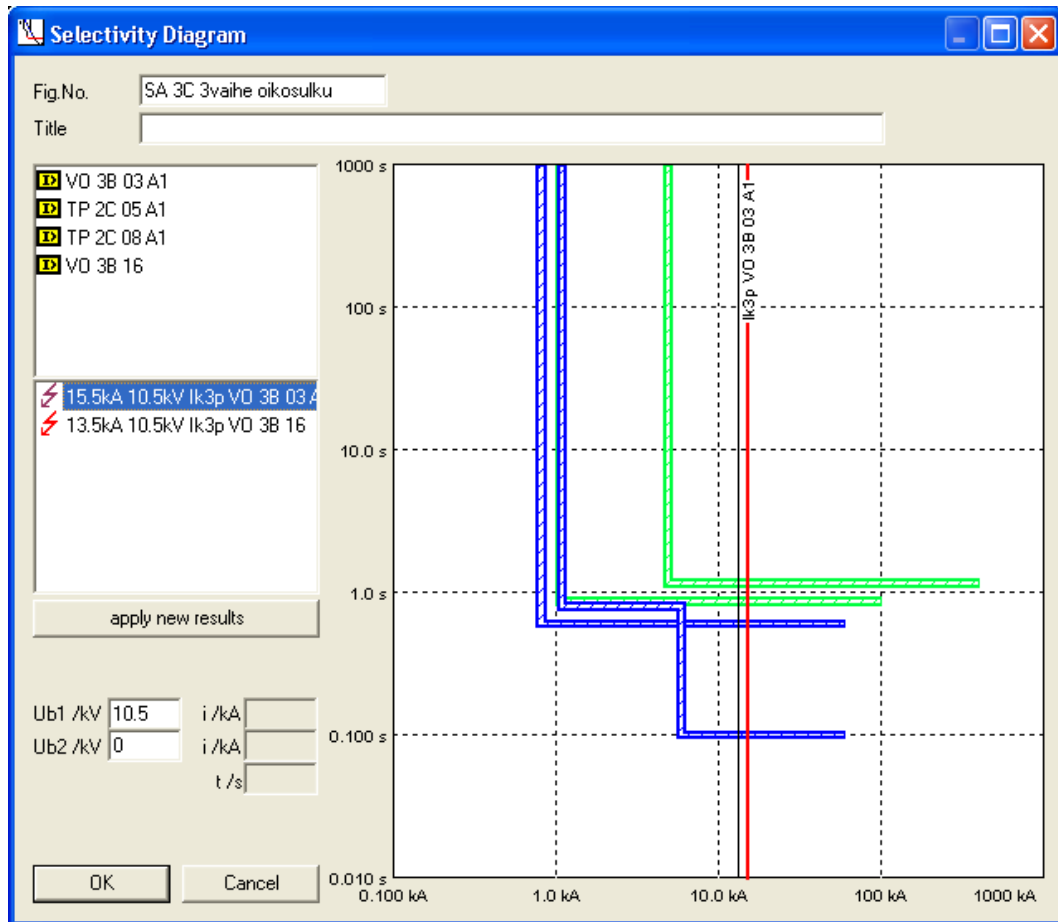 Selectivity Diagram
Fig.No. SA 3C 3vaihe oikosulku
Title
VO 3B 03 A1
TP 2C 05 A1
TP 2C 08 A1
VO 3B 16
15.5kA 10.5kV Ik3p VO 3B 03 A
13.5kA 10.5kV Ik3p VO 3B 16
apply new results
Ub1 /kV 10.5 i /kA
Ub2 /kV 0 i /kA
t /s
OK Cancel
1000 s
100 s
10.0 s
1.0 s
0.100 s
0.010 s
0.100 kA 1.0 kA 10.0 kA 100 kA 1000 kA
Ik3p VO 3B 03 A1